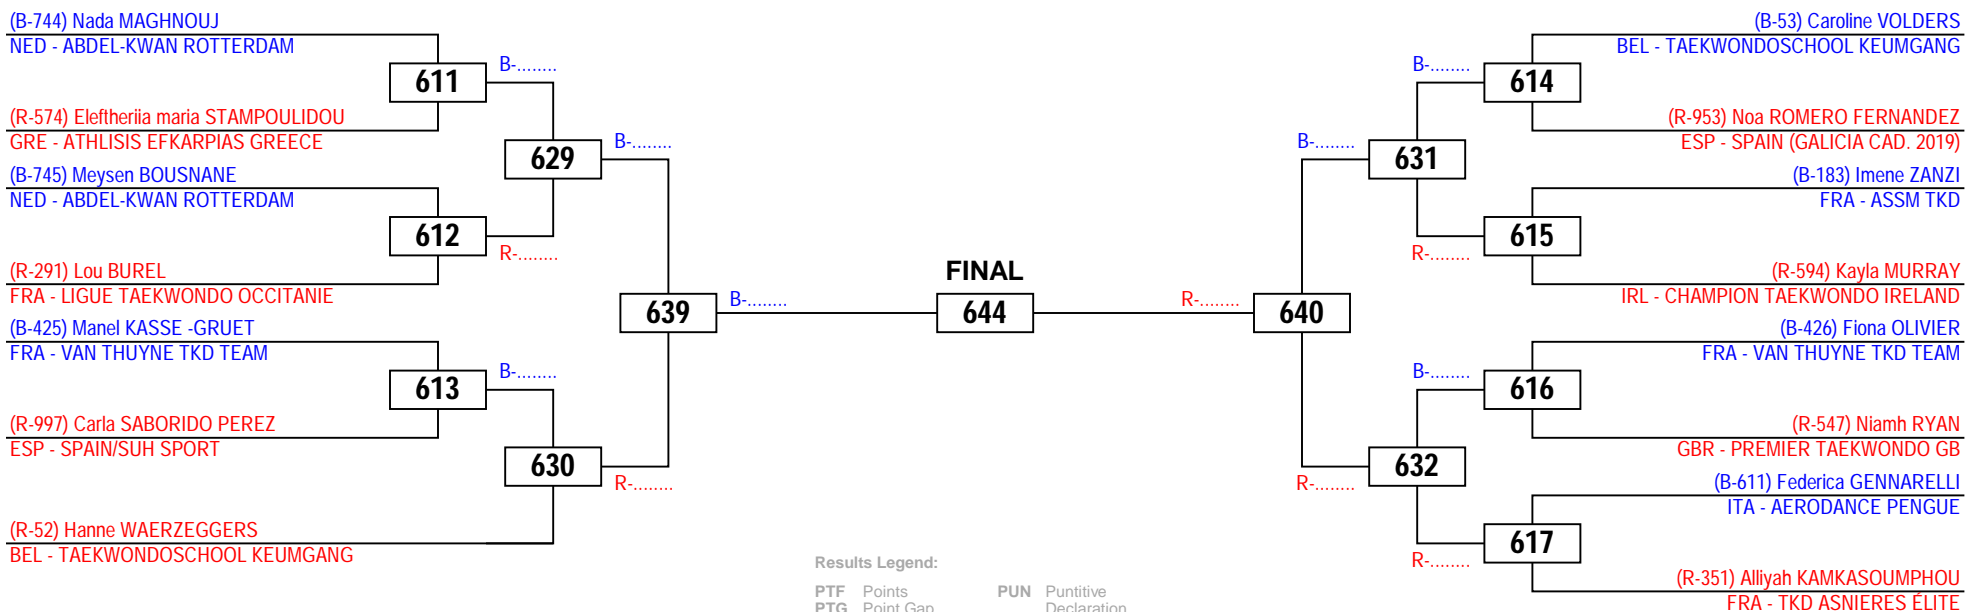 (B-744) Nada MAGHNOUJ
NED - ABDEL-KWAN ROTTERDAM
611
B-........
(R-574) Eleftheriia maria STAMPOULIDOU
GRE - ATHLISIS EFKARPIAS GREECE
629
B-........
(B-745) Meysen BOUSNANE
NED - ABDEL-KWAN ROTTERDAM
612
R-........
(R-291) Lou BUREL
FRA - LIGUE TAEKWONDO OCCITANIE
639
B-........
(B-425) Manel KASSE -GRUET
FRA - VAN THUYNE TKD TEAM
613
B-........
(R-997) Carla SABORIDO PEREZ
ESP - SPAIN/SUH SPORT
630
R-........
(R-52) Hanne WAERZEGGERS
BEL - TAEKWONDOSCHOOL KEUMGANG
FINAL
644
(B-53) Caroline VOLDERS
BEL - TAEKWONDOSCHOOL KEUMGANG
B-........
614
(R-953) Noa ROMERO FERNANDEZ
ESP - SPAIN (GALICIA CAD. 2019)
B-........
631
(B-183) Imene ZANZI
FRA - ASSM TKD
615
R-........
(R-594) Kayla MURRAY
IRL - CHAMPION TAEKWONDO IRELAND
R-........
640
(B-426) Fiona OLIVIER
FRA - VAN THUYNE TKD TEAM
B-........
616
(R-547) Niamh RYAN
GBR - PREMIER TAEKWONDO GB
632
R-........
(B-611) Federica GENNARELLI
ITA - AERODANCE PENGUE
617
R-........
(R-351) Alliyah KAMKASOUMPHOU
FRA - TKD ASNIERES ÉLITE
Results Legend:
PTF Points PUN Puntitive
PTG Point Gap Declaration